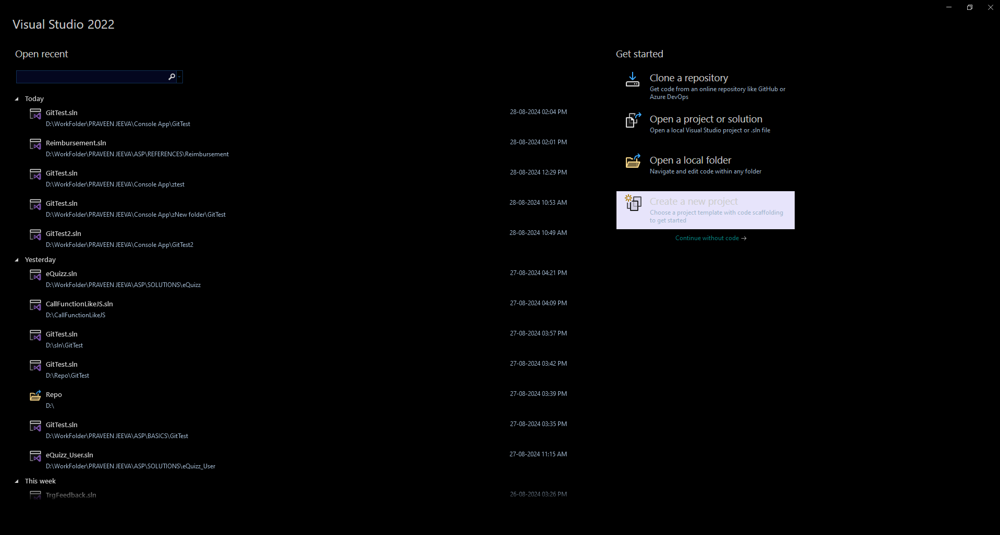 Visual Studio 2022
Open recent
Today
GitTest.sln
28-08-2024 02:04 PM
D:\WorkFolder\PRAVEEN JEEVA\Console App\GitTest
Reimbursement.sln
28-08-2024 02:01 PM
D:\WorkFolder\PRAVEEN JEEVA\ASP\REFERENCES\Reimbursement
GitTest.sln
28-08-2024 12:29 PM
D:\WorkFolder\PRAVEEN JEEVA\Console App\ztest
GitTest.sln
28-08-2024 10:53 AM
D:\WorkFolder\PRAVEEN JEEVA\Console App\zNew folder\GitTest
GitTest2.sln
28-08-2024 10:49 AM
D:\WorkFolder\PRAVEEN JEEVA\Console App\GitTest2
Yesterday
eQuizz.sln
27-08-2024 04:21 PM
D:\WorkFolder\PRAVEEN JEEVA\ASP\SOLUTIONS\eQuizz
CallFunctionLikeJS.sln
27-08-2024 04:09 PM
D:\CallFunctionLikeJS
GitTest.sln
27-08-2024 03:57 PM
D:\sln\GitTest
GitTest.sln
27-08-2024 03:42 PM
D:\Repo\GitTest
Repo
27-08-2024 03:39 PM
D:\
GitTest.sln
27-08-2024 03:35 PM
D:\WorkFolder\PRAVEEN JEEVA\ASP\BASICS\GitTest
eQuizz_User.sln
27-08-2024 11:15 AM
D:\WorkFolder\PRAVEEN JEEVA\ASP\SOLUTIONS\eQuizz_User
This week
TrgFeedback.sln
26-08-2024 03:26 PM
Get started
Clone a repository
Get code from an online repository like GitHub or
Azure DevOps
Open a project or solution
Open a local Visual Studio project or .sln file
Open a local folder
Navigate and edit code within any folder
Create a new project
Choose a project template with code scaffolding
to get started
Continue without code →